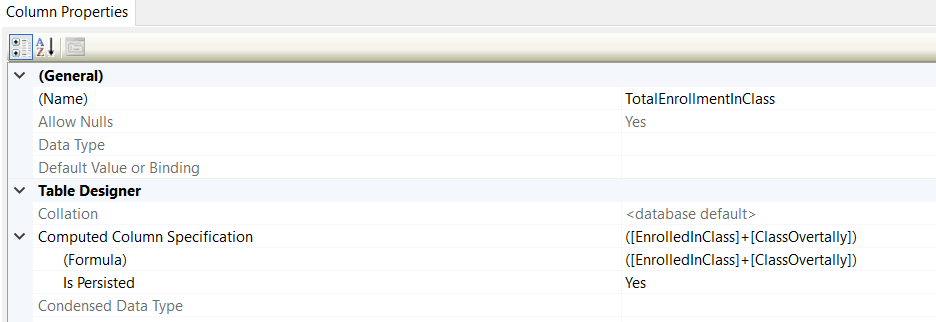 Column Properties
A
Z
(General)
(Name) TotalEnrollmentInClass
Allow Nulls Yes
Data Type
Default Value or Binding
Table Designer
Collation <database default>
Computed Column Specification ([EnrolledInClass]+[ClassOvertally])
(Formula) ([EnrolledInClass]+[ClassOvertally])
Is Persisted Yes
Condensed Data Type